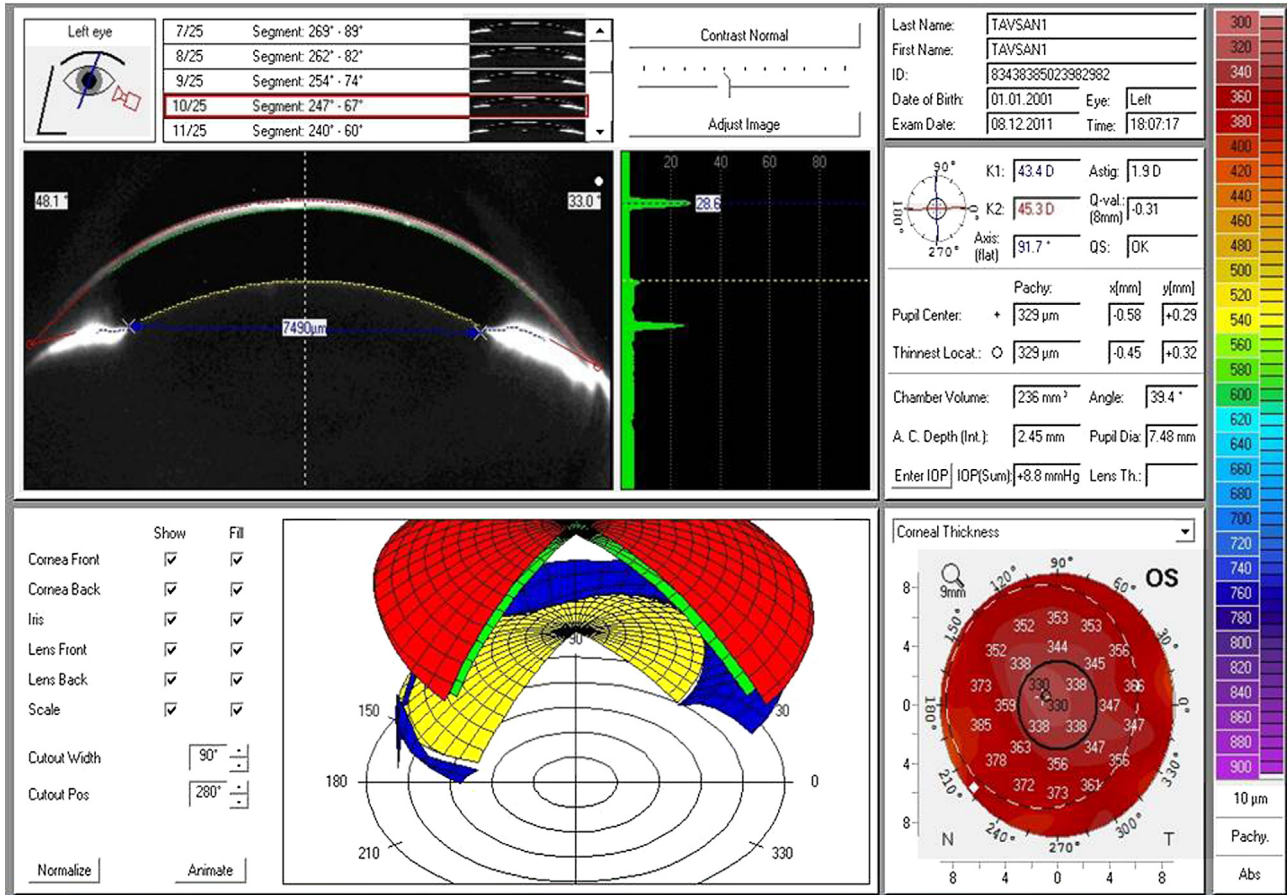 Left eye
7/25 Segment: 269° - 89°
8/25 Segment: 262° - 82°
9/25 Segment: 254° - 74°
10/25 Segment: 247° - 67°
11/25 Segment: 240° - 60°
Contrast Normal
Adjust Image
48.1 °
33.0 °
7490µm
20 40 60 80
28.6
Last Name: TAVSAN1
First Name: TAVSAN1
ID: 83438385023982982
Date of Birth: 01.01.2001 Eye: Left
Exam Date: 08.12.2011 Time: 18:07:17
90°
180°
0°
270°
K1: 43.4 D Astig: 1.9 D
K2: 45.3 D Q-val.: (8mm) -0.31
Axis: (flat) 91.7 ° QS: OK
Pachy: x[mm] y[mm]
Pupil Center: + 329 µm -0.58 +0.29
Thinnest Locat.: O 329 µm -0.45 +0.32
Chamber Volume: 236 mm³ Angle: 39.4 °
A. C. Depth (Int.): 2.45 mm Pupil Dia: 7.48 mm
Enter IOP IOP(Sum): +8.8 mmHg Lens Th.:
Show Fill
Cornea Front
Cornea Back
Iris
Lens Front
Lens Back
Scale
Cutout Width 90°
Cutout Pos 280°
Normalize Animate
90
150
30
180
0
210
330
Corneal Thickness
9mm
OS
90°
120°
60°
150°
30°
180°
0°
210°
330°
240°
300°
270°
8
4
0
4
8
352 353 353
352 344 356
338 345
373 330 338 366
359 330 347
385 338 338 347
363 347
378 356 356
372 373 361
N T
8 4 0 4 8
300
320
340
360
380
400
420
440
460
480
500
520
540
560
580
600
620
640
660
680
700
720
740
760
780
800
820
840
860
880
900
10 µm
Pachy.
Abs